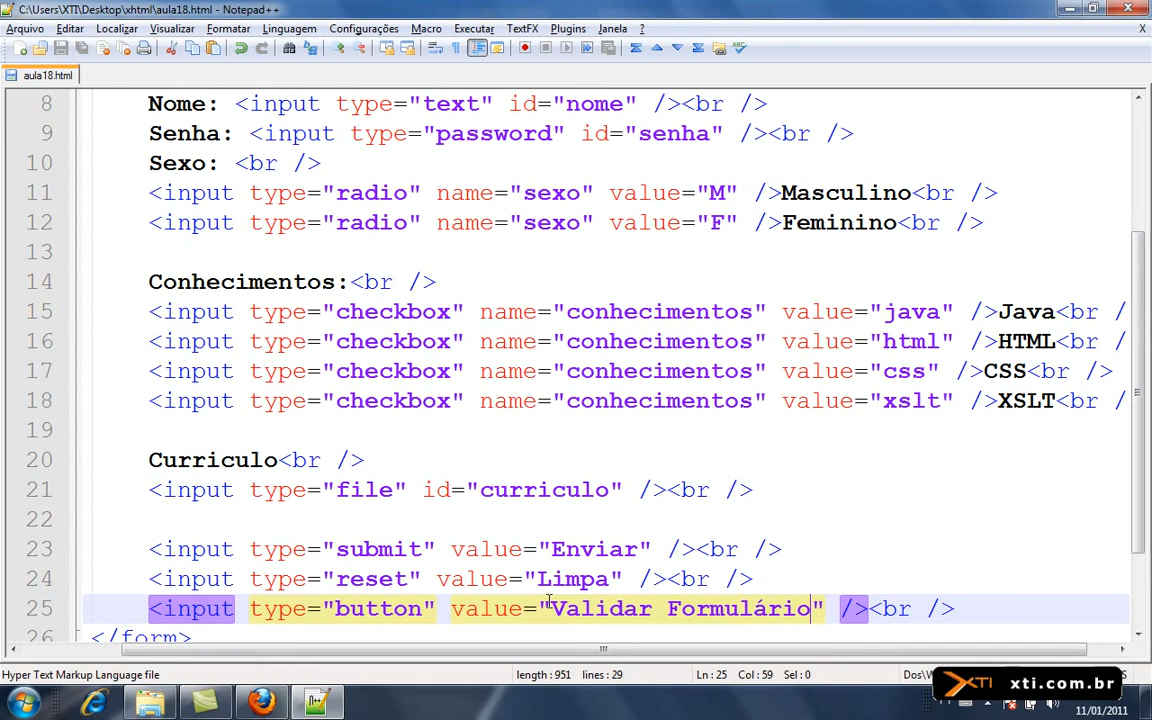 C:\Users\XTI\Desktop\xhtml\aula18.html - Notepad++
Arquivo Editar Localizar Visualizar Formatar Linguagem Configurações Macro Executar TextFX Plugins Janela ? X
aula18.html
8 Nome: <input type="text" id="nome" /><br />
9 Senha: <input type="password" id="senha" /><br />
10 Sexo: <br />
11 <input type="radio" name="sexo" value="M" />Masculino<br />
12 <input type="radio" name="sexo" value="F" />Feminino<br />
13
14 Conhecimentos:<br />
15 <input type="checkbox" name="conhecimentos" value="java" />Java<br /
16 <input type="checkbox" name="conhecimentos" value="html" />HTML<br /
17 <input type="checkbox" name="conhecimentos" value="css" />CSS<br />
18 <input type="checkbox" name="conhecimentos" value="xslt" />XSLT<br /
19
20 Curriculo<br />
21 <input type="file" id="curriculo" /><br />
22
23 <input type="submit" value="Enviar" /><br />
24 <input type="reset" value="Limpa" /><br />
25 <input type="button" value="Validar Formulário" /><br />
26 </form>
Hyper Text Markup Language file length : 951 lines : 29 Ln : 25 Col : 59 Sel : 0
XTI xti.com.br
11/01/2011